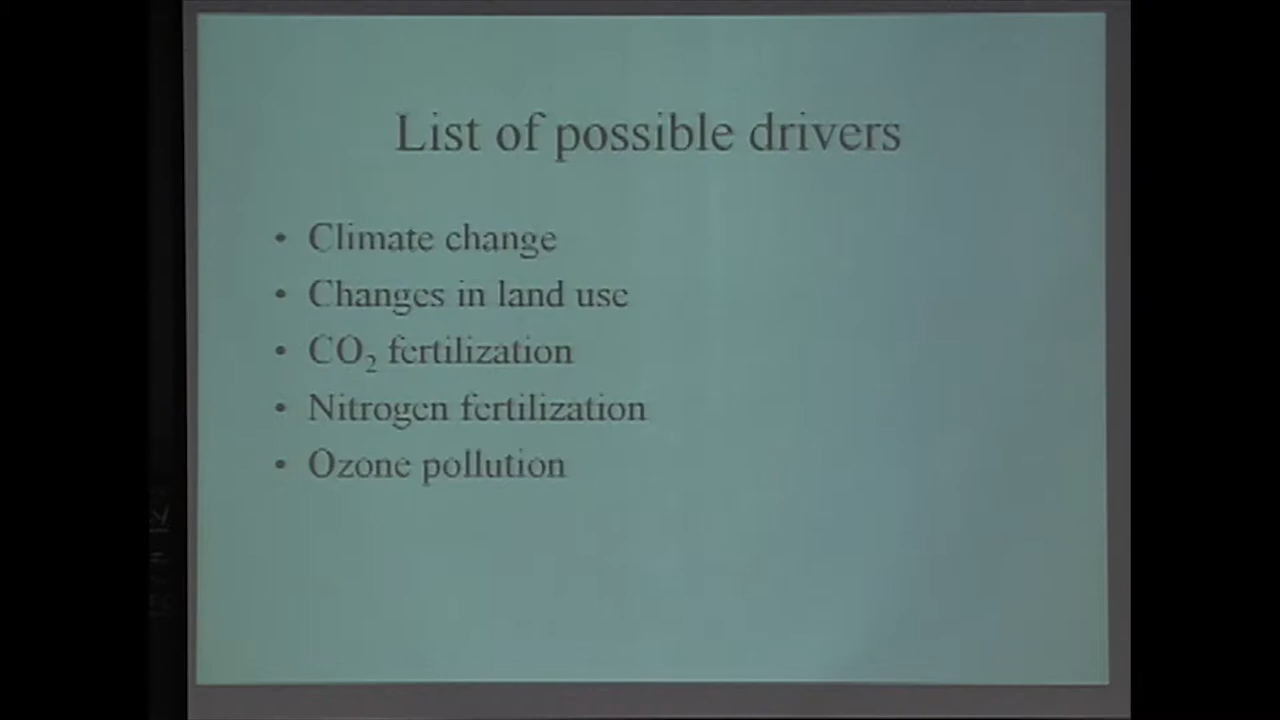 List of possible drivers
• Climate change
• Changes in land use
• CO₂ fertilization
• Nitrogen fertilization
• Ozone pollution